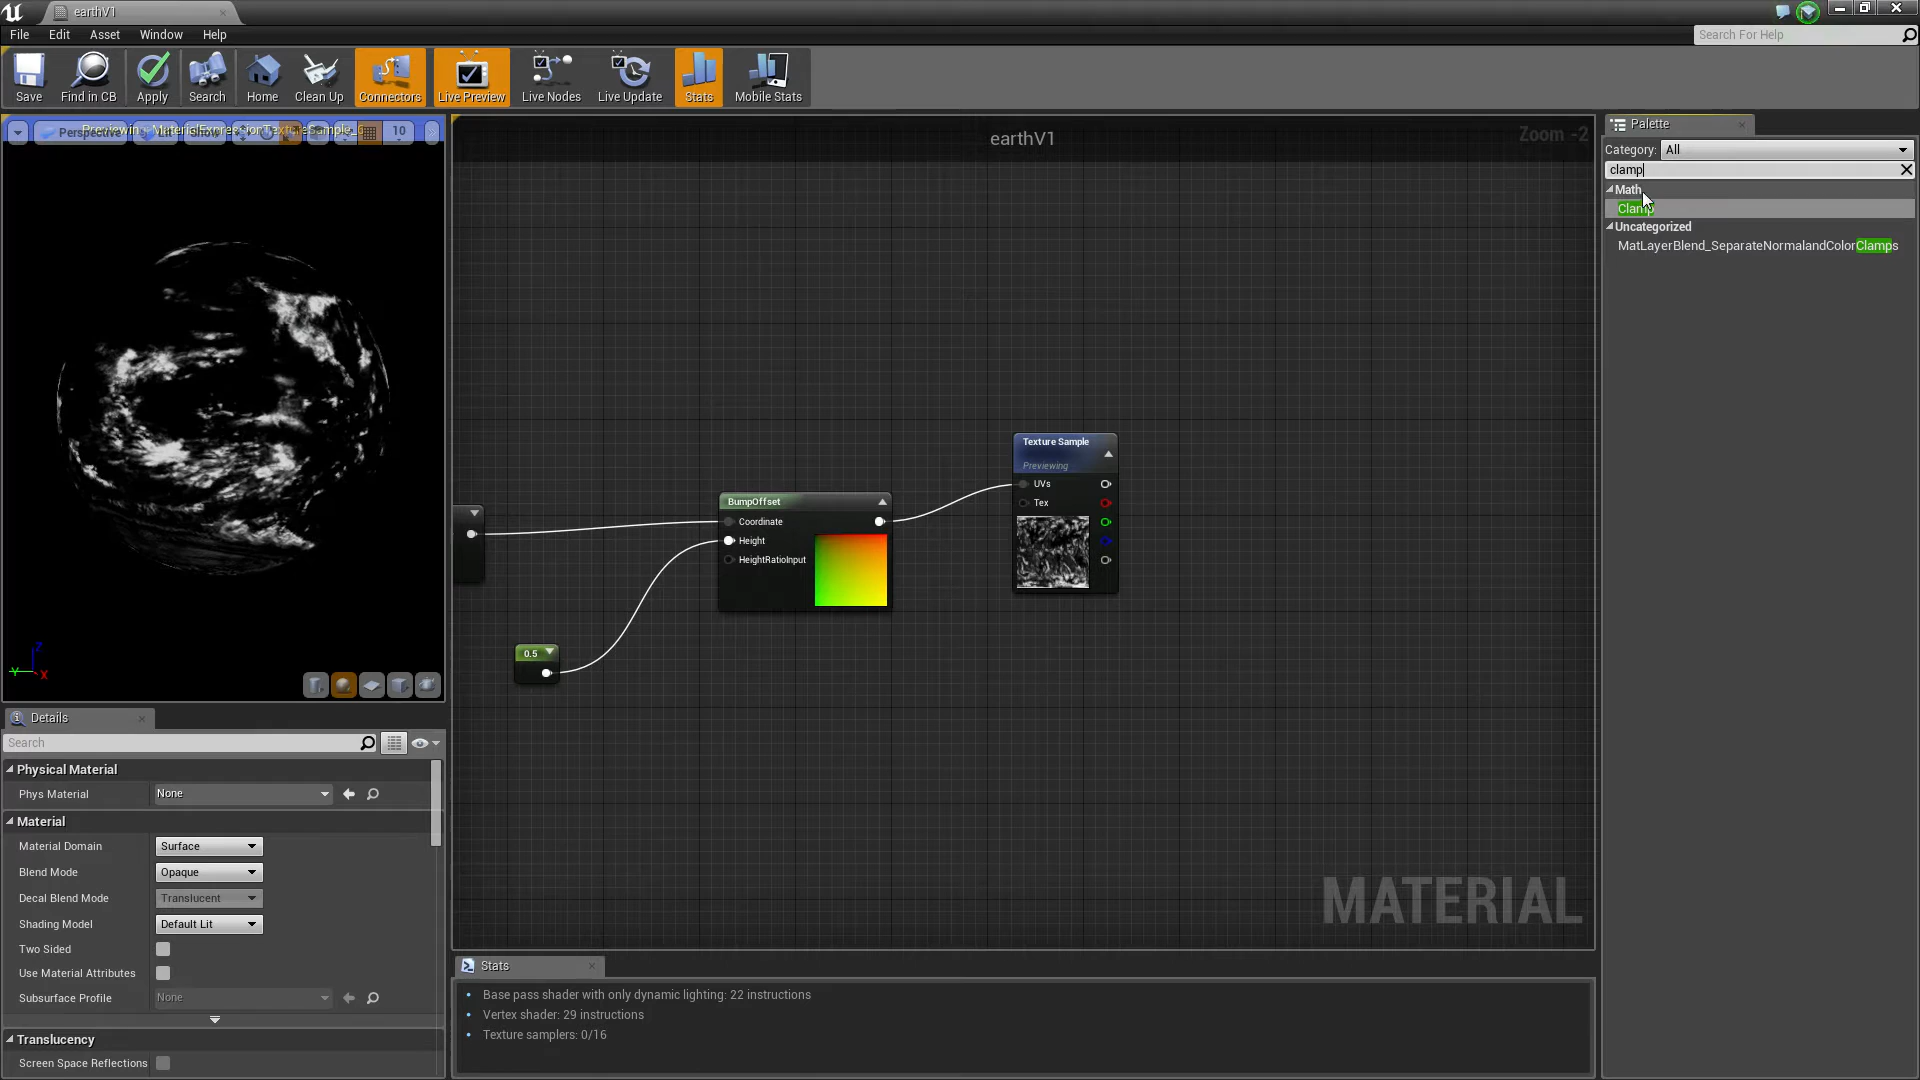 earthV1
File Edit Asset Window Help
Search For Help
Save Find in CB Apply Search Home Clean Up Connectors Live Preview Live Nodes Live Update Stats Mobile Stats
Perspective Lit Show 10
Previewing: MaterialExpressionTextureSample_0
earthV1
Zoom -2
Palette
Category: All
clamp
Math
Clamp
Uncategorized
MatLayerBlend_SeparateNormalandColorClamps
Texture Sample
Previewing
UVs
Tex
BumpOffset
Coordinate
Height
HeightRatioInput
0.5
MATERIAL
Z
Y
X
Details
Search
Physical Material
Phys Material None
Material
Material Domain Surface
Blend Mode Opaque
Decal Blend Mode Translucent
Shading Model Default Lit
Two Sided
Use Material Attributes
Subsurface Profile None
Translucency
Screen Space Reflections
Stats
Base pass shader with only dynamic lighting: 22 instructions
Vertex shader: 29 instructions
Texture samplers: 0/16